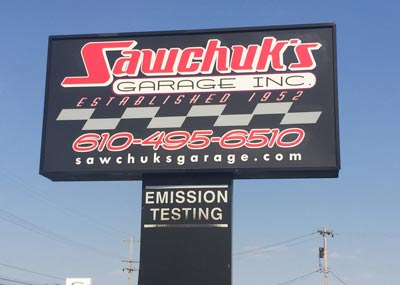 Sawchuk's
GARAGE INC.
ESTABLISHED 1952
610-495-6510
sawchuksgarage.com
EMISSION
TESTING